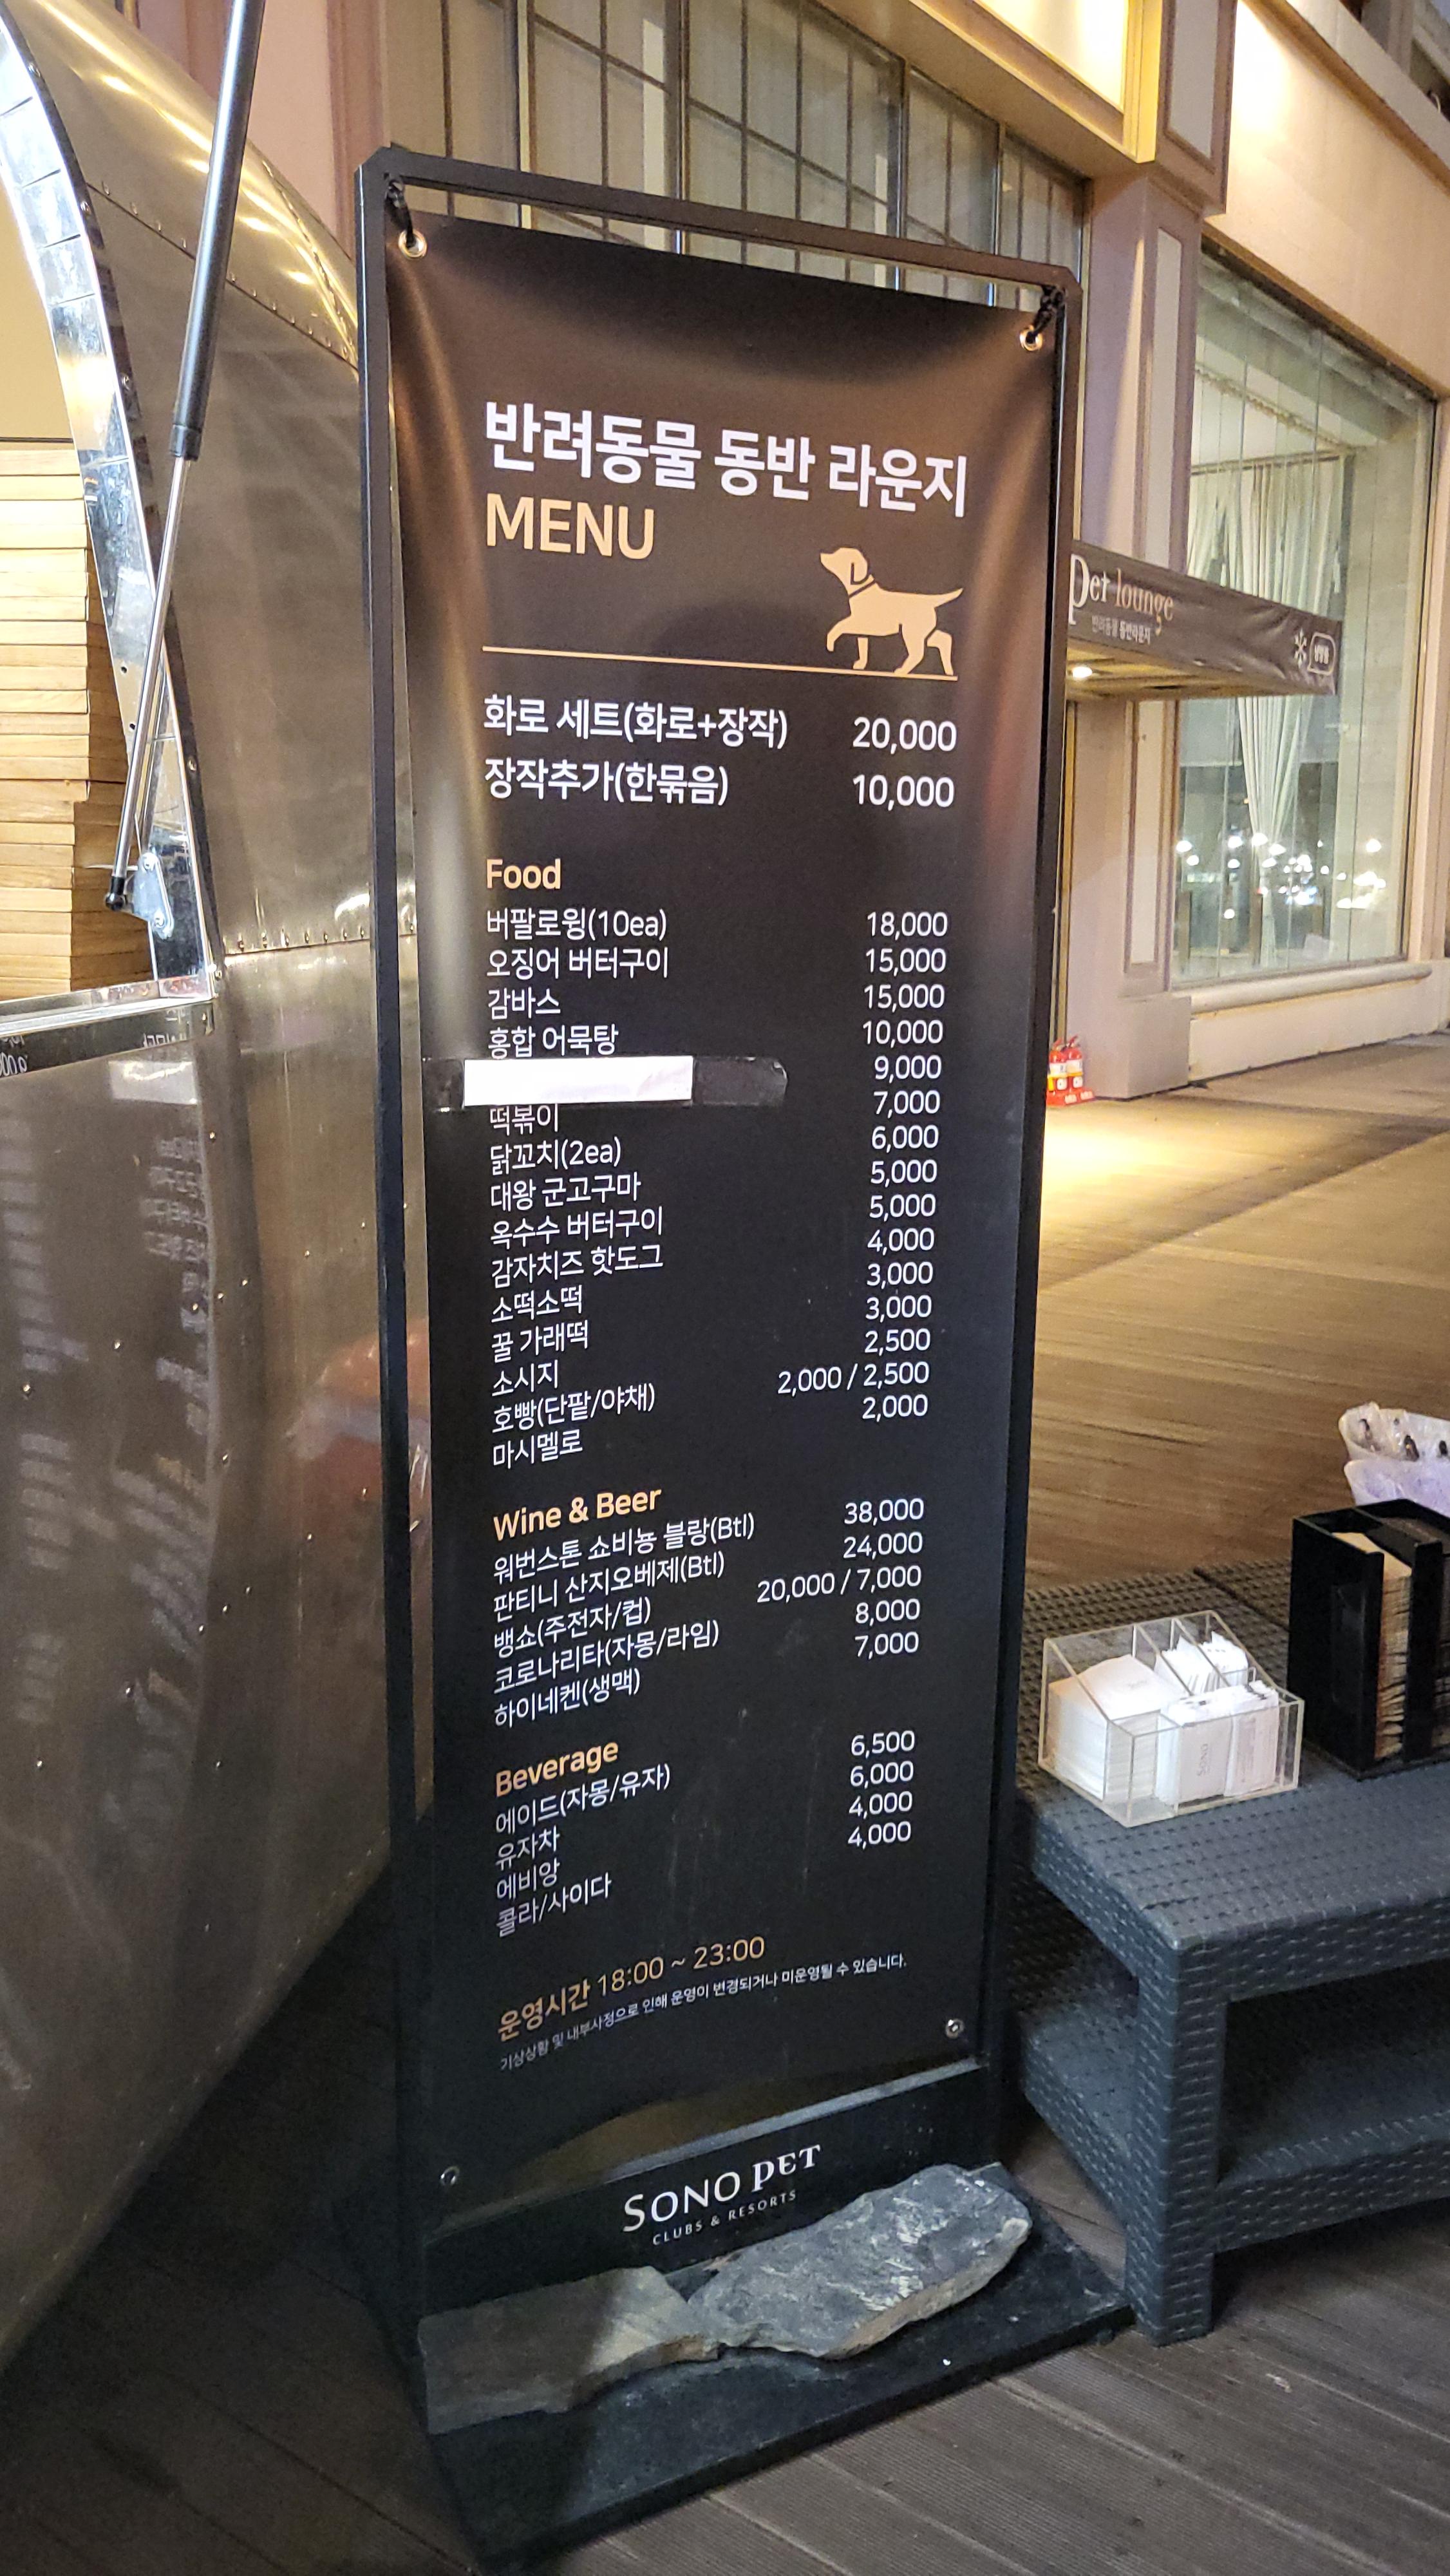 반려동물 동반 라운지
MENU
화로 세트(화로+장작) 20,000
장작추가(한묶음) 10,000
Food
버팔로윙(10ea) 18,000
오징어 버터구이 15,000
감바스 15,000
홍합 어묵탕 10,000
9,000
떡볶이 7,000
닭꼬치(2ea) 6,000
대왕 군고구마 5,000
옥수수 버터구이 5,000
감자치즈 핫도그 4,000
소떡소떡 3,000
꿀 가래떡 3,000
소시지 2,500
호빵(단팥/야채) 2,000 / 2,500
마시멜로 2,000
Wine & Beer
워번스톤 쇼비뇽 블랑(Btl) 38,000
판티니 산지오베제(Btl) 24,000
뱅쇼(주전자/컵) 20,000 / 7,000
코로나리타(자몽/라임) 8,000
하이네켄(생맥) 7,000
Beverage
에이드(자몽/유자) 6,500
유자차 6,000
에비앙 4,000
콜라/사이다 4,000
운영시간 18:00 ~ 23:00
기상상황 및 내부사정으로 인해 운영이 변경되거나 미운영될 수 있습니다.
SONO PET
CLUBS & RESORTS
Pet lounge
반려동물 동반라운지